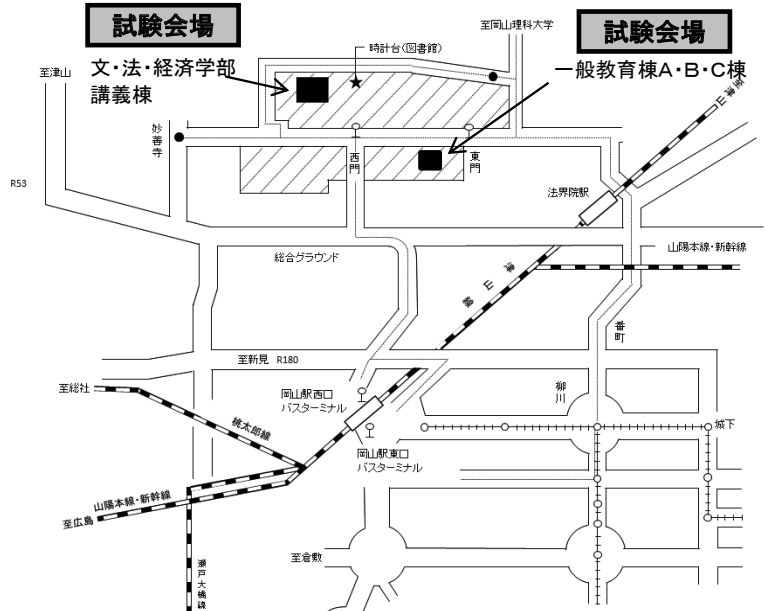 試験会場
試験会場
至岡山理科大学
時計台(図書館)
文・法・経済学部
講義棟
一般教育棟A・B・C棟
至津山
至津山
妙善寺
西門
東門
R53
法界院駅
総合グラウンド
山陽本線・新幹線
津山線
番町
至新見 R180
至総社
岡山駅西口
バスターミナル
柳川
城下
桃太郎線
岡山駅東口
バスターミナル
山陽本線・新幹線
至広島
至倉敷
瀬戸大橋線